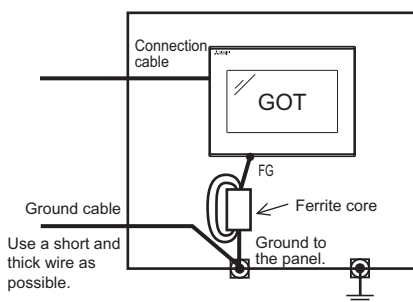 Connection
cable
GOT
FG
Ferrite core
Ground cable
Use a short and
thick wire as
possible.
Ground to
the panel.